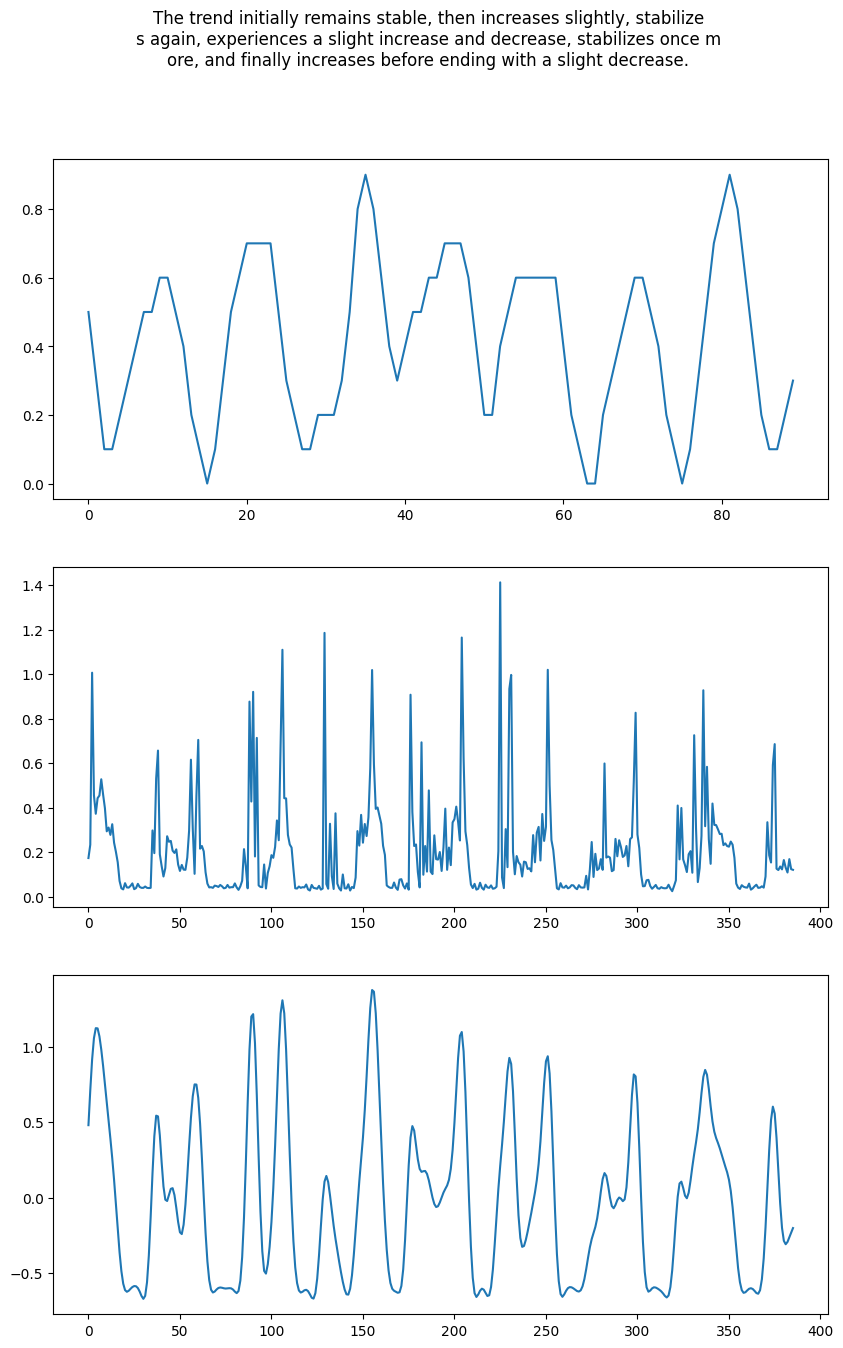 The trend initially remains stable, then increases slightly, stabilize
s again, experiences a slight increase and decrease, stabilizes once m
ore, and finally increases before ending with a slight decrease.
0.8
0.6
0.4
0.2
0.0
0 20 40 60 80
1.4
1.2
1.0
0.8
0.6
0.4
0.2
0.0
0 50 100 150 200 250 300 350 400
1.0
0.5
0.0
−0.5
0 50 100 150 200 250 300 350 400